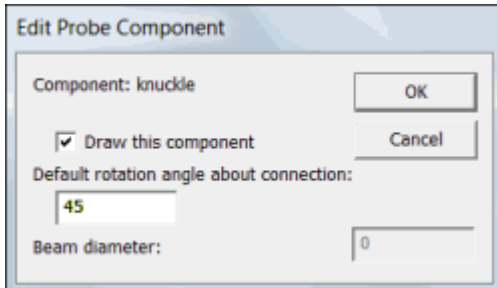 Edit Probe Component
Component: knuckle
OK
Draw this component
Cancel
Default rotation angle about connection:
45
Beam diameter:
0